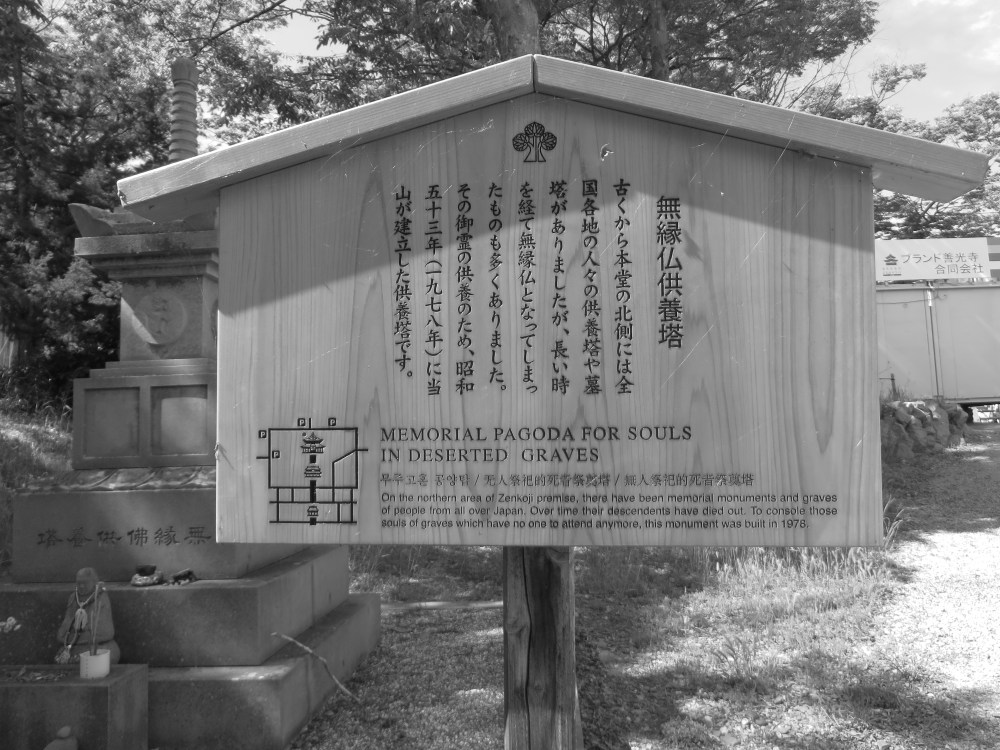 無縁仏供養塔
古くから本堂の北側には全
国各地の人々の供養塔や墓
塔がありましたが、長い時
を経て無縁仏となってしまっ
たものも多くありました。
その御霊の供養のため、昭和
五十三年(一九七八年)に当
山が建立した供養塔です。
MEMORIAL PAGODA FOR SOULS
IN DESERTED GRAVES
무주고혼 공양탑 / 无人祭祀的死者祭奠塔 / 無人祭祀的死者祭奠塔
On the northern area of Zenkoji premise, there have been memorial monuments and graves
of people from all over Japan. Over time their descendents have died out. To console those
souls of graves which have no one to attend anymore, this monument was built in 1978.
P P P
P
P
塔養供佛縁無
ブランド善光寺
合同会社